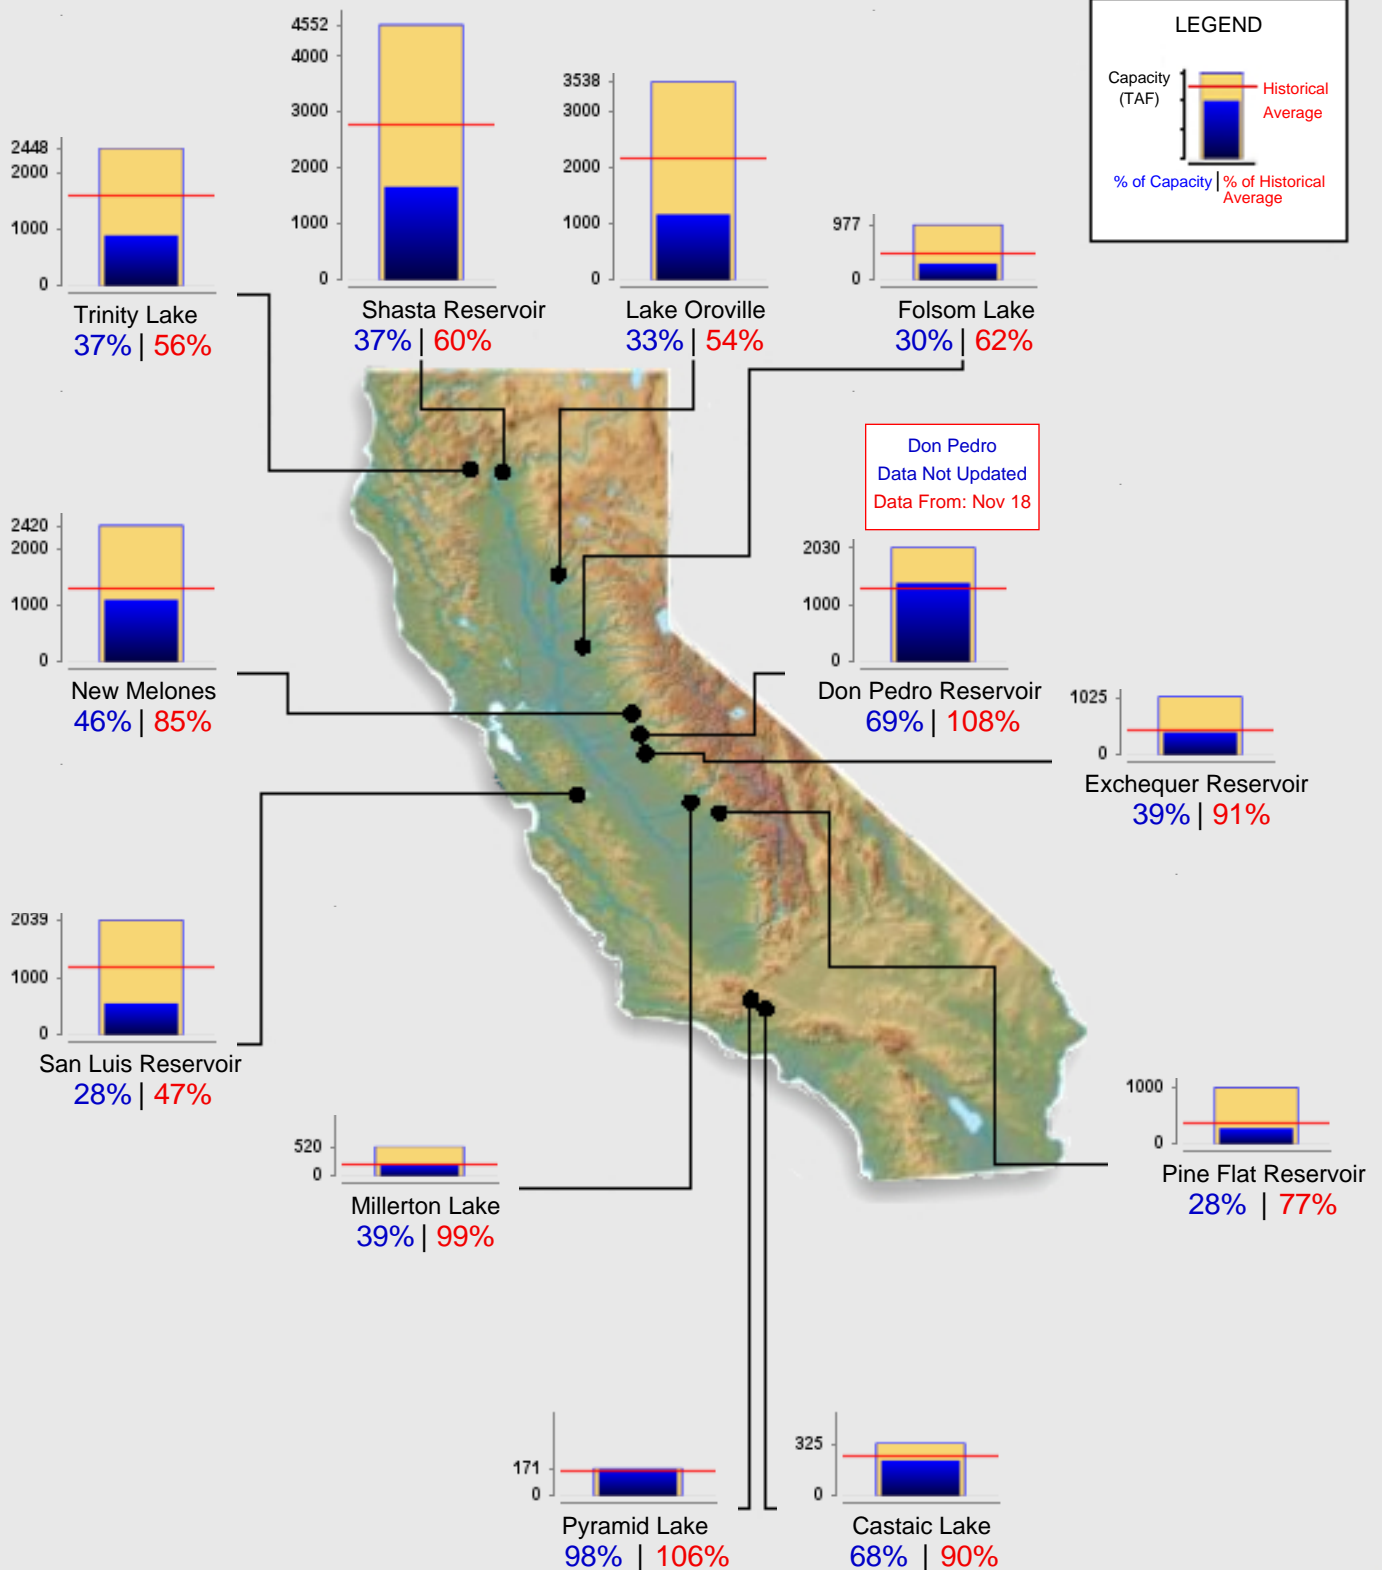 4552
4000
3000
2000
1000
0
Shasta Reservoir
37% | 60%
3538
3000
2000
1000
0
Lake Oroville
33% | 54%
LEGEND
Capacity
(TAF)
Historical
Average
% of Capacity | % of Historical
Average
2448
2000
1000
0
Trinity Lake
37% | 56%
977
0
Folsom Lake
30% | 62%
Don Pedro
Data Not Updated
Data From: Nov 18
2420
2000
1000
0
New Melones
46% | 85%
2030
1000
0
Don Pedro Reservoir
69% | 108%
1025
0
Exchequer Reservoir
39% | 91%
2039
1000
0
San Luis Reservoir
28% | 47%
520
0
Millerton Lake
39% | 99%
1000
0
Pine Flat Reservoir
28% | 77%
171
0
Pyramid Lake
98% | 106%
325
0
Castaic Lake
68% | 90%